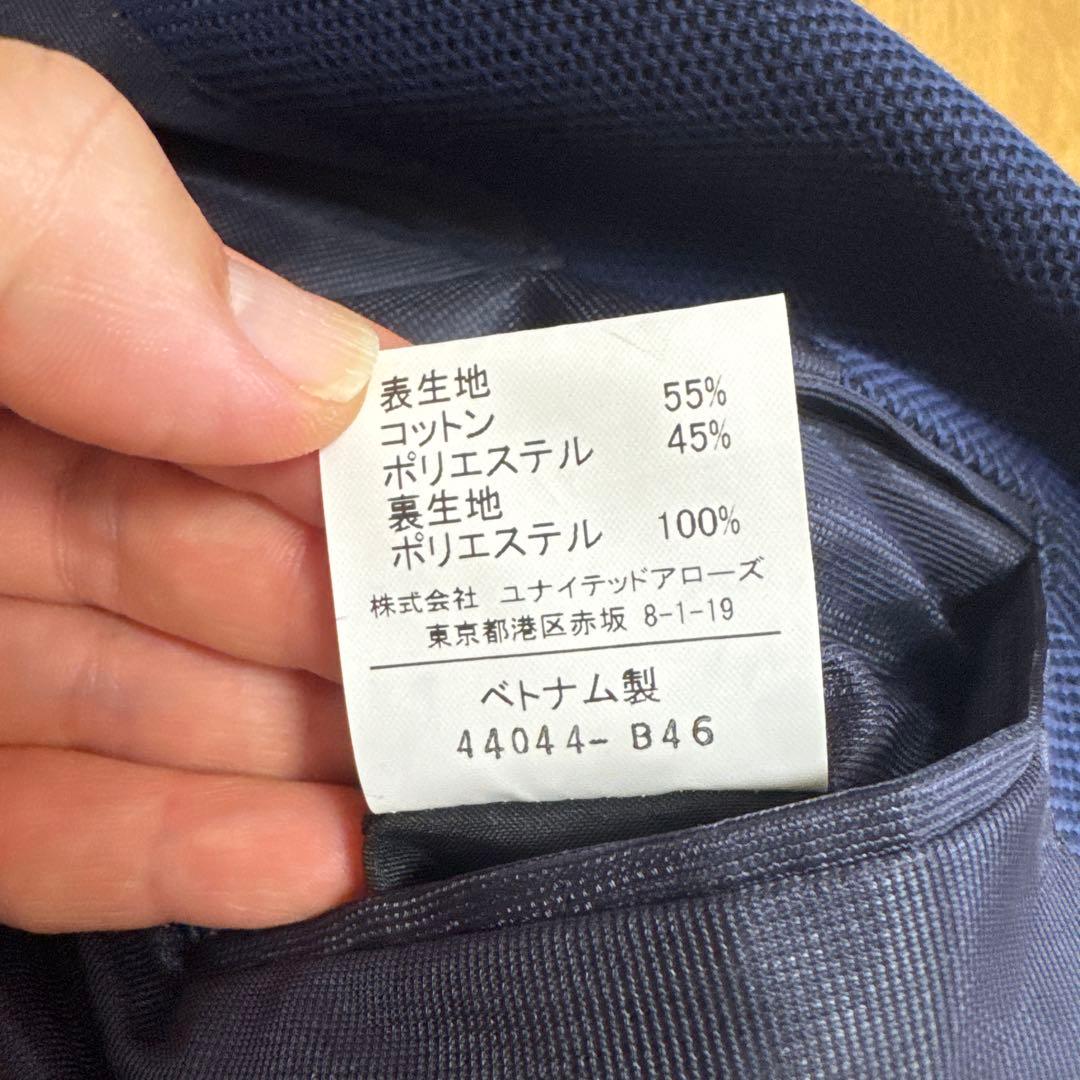 表生地
コットン 55%
ポリエステル 45%
裏生地
ポリエステル 100%
株式会社 ユナイテッドアローズ
東京都港区赤坂 8-1-19
ベトナム製
44044-B46